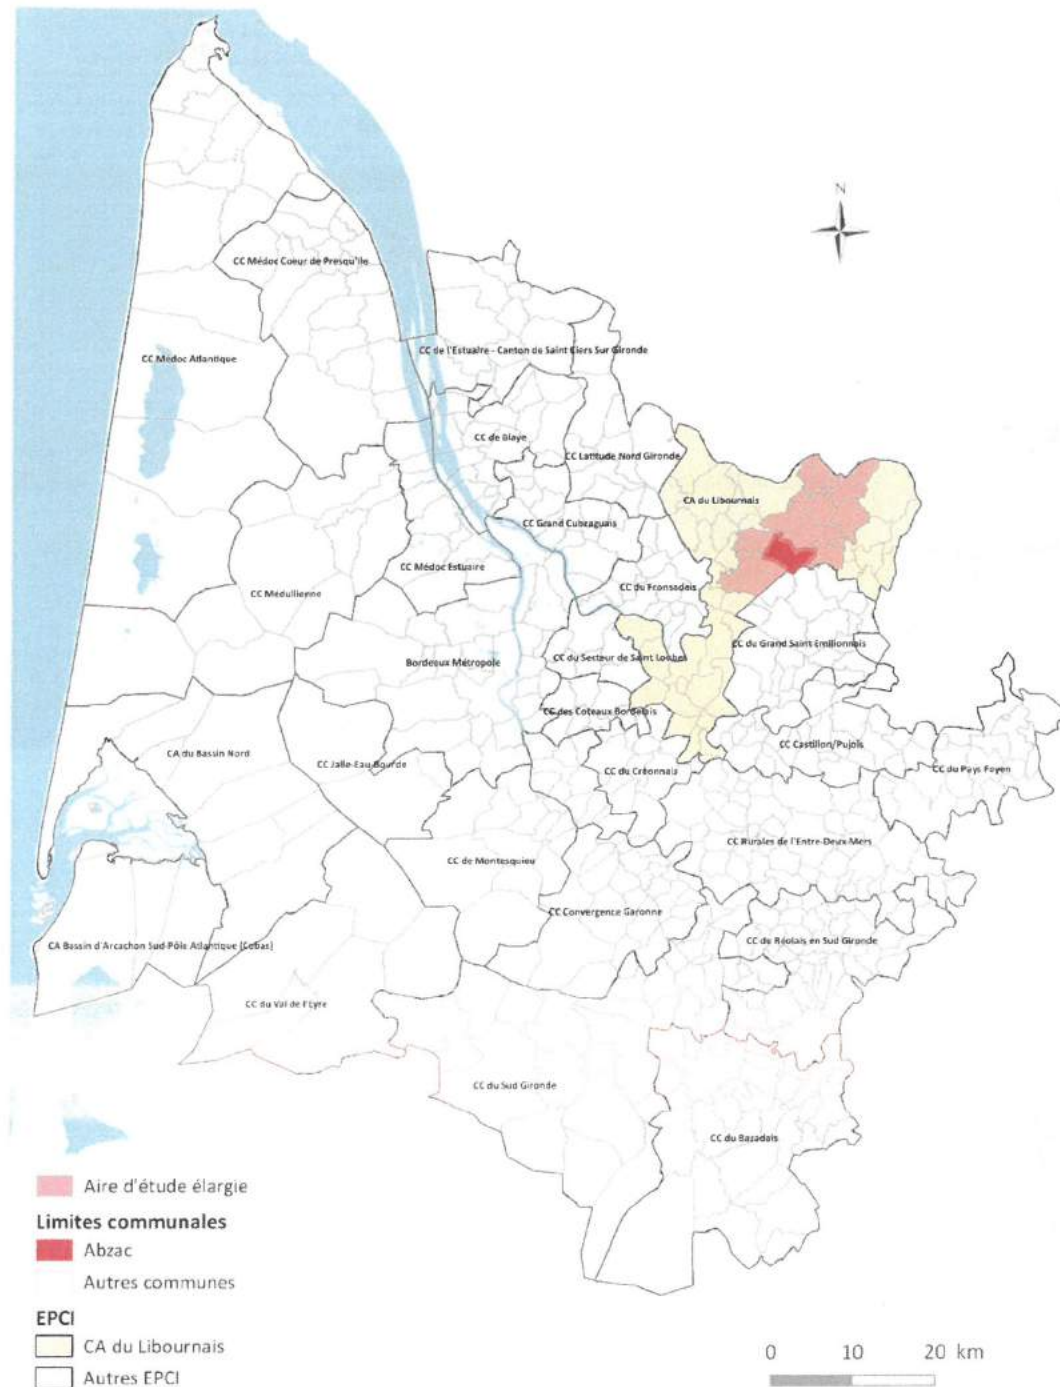 N
CC Médoc Coeur de Presqu'île
CC de l'Estuaire - Canton de Saint Ciers Sur Gironde
CC Médoc Atlantique
CC de Blaye
CC Latitude Nord Gironde
CA du Libournais
CC Grand Cubzaguais
CC Médoc Estuaire
CC du Fronsadais
CC Médullienne
CC du Grand Saint Emilionnais
CC du Secteur de Saint Loubès
Bordeaux Métropole
CC des Coteaux Bordelais
CC Castillon/Pujols
CA du Bassin Nord
CC Jalle-Eau-Bourde
CC du Créonnais
CC du Pays Foyen
CC Rurales de l'Entre-Deux-Mers
CC de Montesquieu
CC Convergence Garonne
CC du Réolais en Sud Gironde
CA Bassin d'Arcachon Sud-Pôle Atlantique (Cobas)
CC du Val de l'Eyre
CC du Sud Gironde
CC du Bazadais
Aire d'étude élargie
Limites communales
Abzac
Autres communes
EPCI
CA du Libournais
Autres EPCI
0 10 20 km